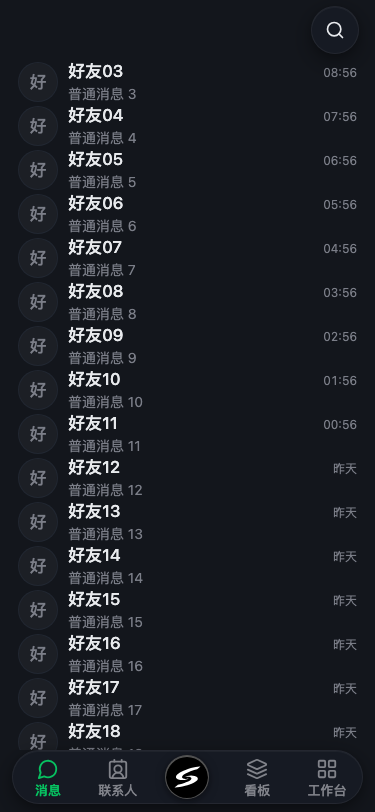 好友03
08:56
好
普通消息 3
好友04
07:56
好
普通消息 4
好友05
06:56
好
普通消息 5
好友06
05:56
好
普通消息 6
好友07
04:56
好
普通消息 7
好友08
03:56
好
普通消息 8
好友09
02:56
好
普通消息 9
好友10
01:56
好
普通消息 10
好友11
00:56
好
普通消息 11
好友12
昨天
好
普通消息 12
好友13
昨天
好
普通消息 13
好友14
昨天
好
普通消息 14
好友15
昨天
好
普通消息 15
好友16
昨天
好
普通消息 16
好友17
昨天
好
普通消息 17
好友18
昨天
好
消息
联系人
看板
工作台